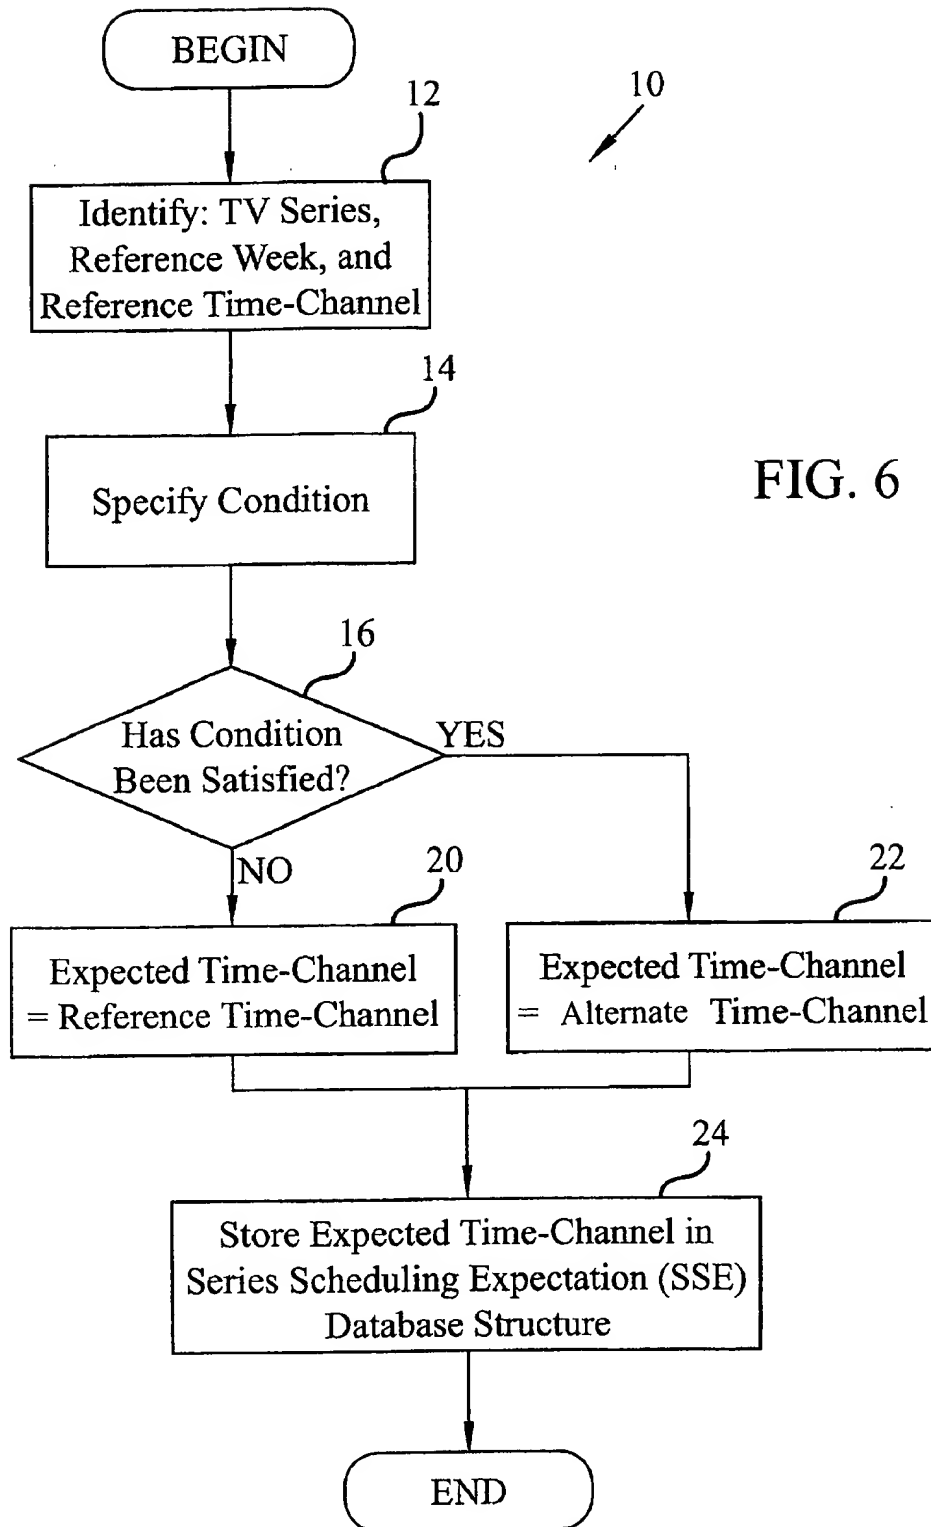 BEGIN
10
12
Identify: TV Series,
Reference Week, and
Reference Time-Channel
14
Specify Condition
FIG. 6
16
Has Condition
Been Satisfied?
YES
NO
20
Expected Time-Channel
= Reference Time-Channel
22
Expected Time-Channel
= Alternate Time-Channel
24
Store Expected Time-Channel in
Series Scheduling Expectation (SSE)
Database Structure
END